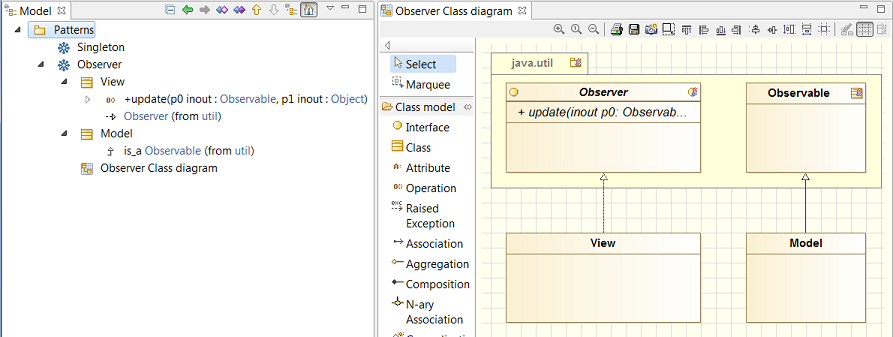 Model
Patterns
Singleton
Observer
View
+update(p0 inout : Observable, p1 inout : Object)
Observer (from util)
Model
is_a Observable (from util)
Observer Class diagram
Observer Class diagram
Select
Marquee
Class model
Interface
Class
Attribute
Operation
Raised
Exception
Association
Aggregation
Composition
N-ary
Association
java.util
Observer
+ update(inout p0: Observab...
Observable
View
Model